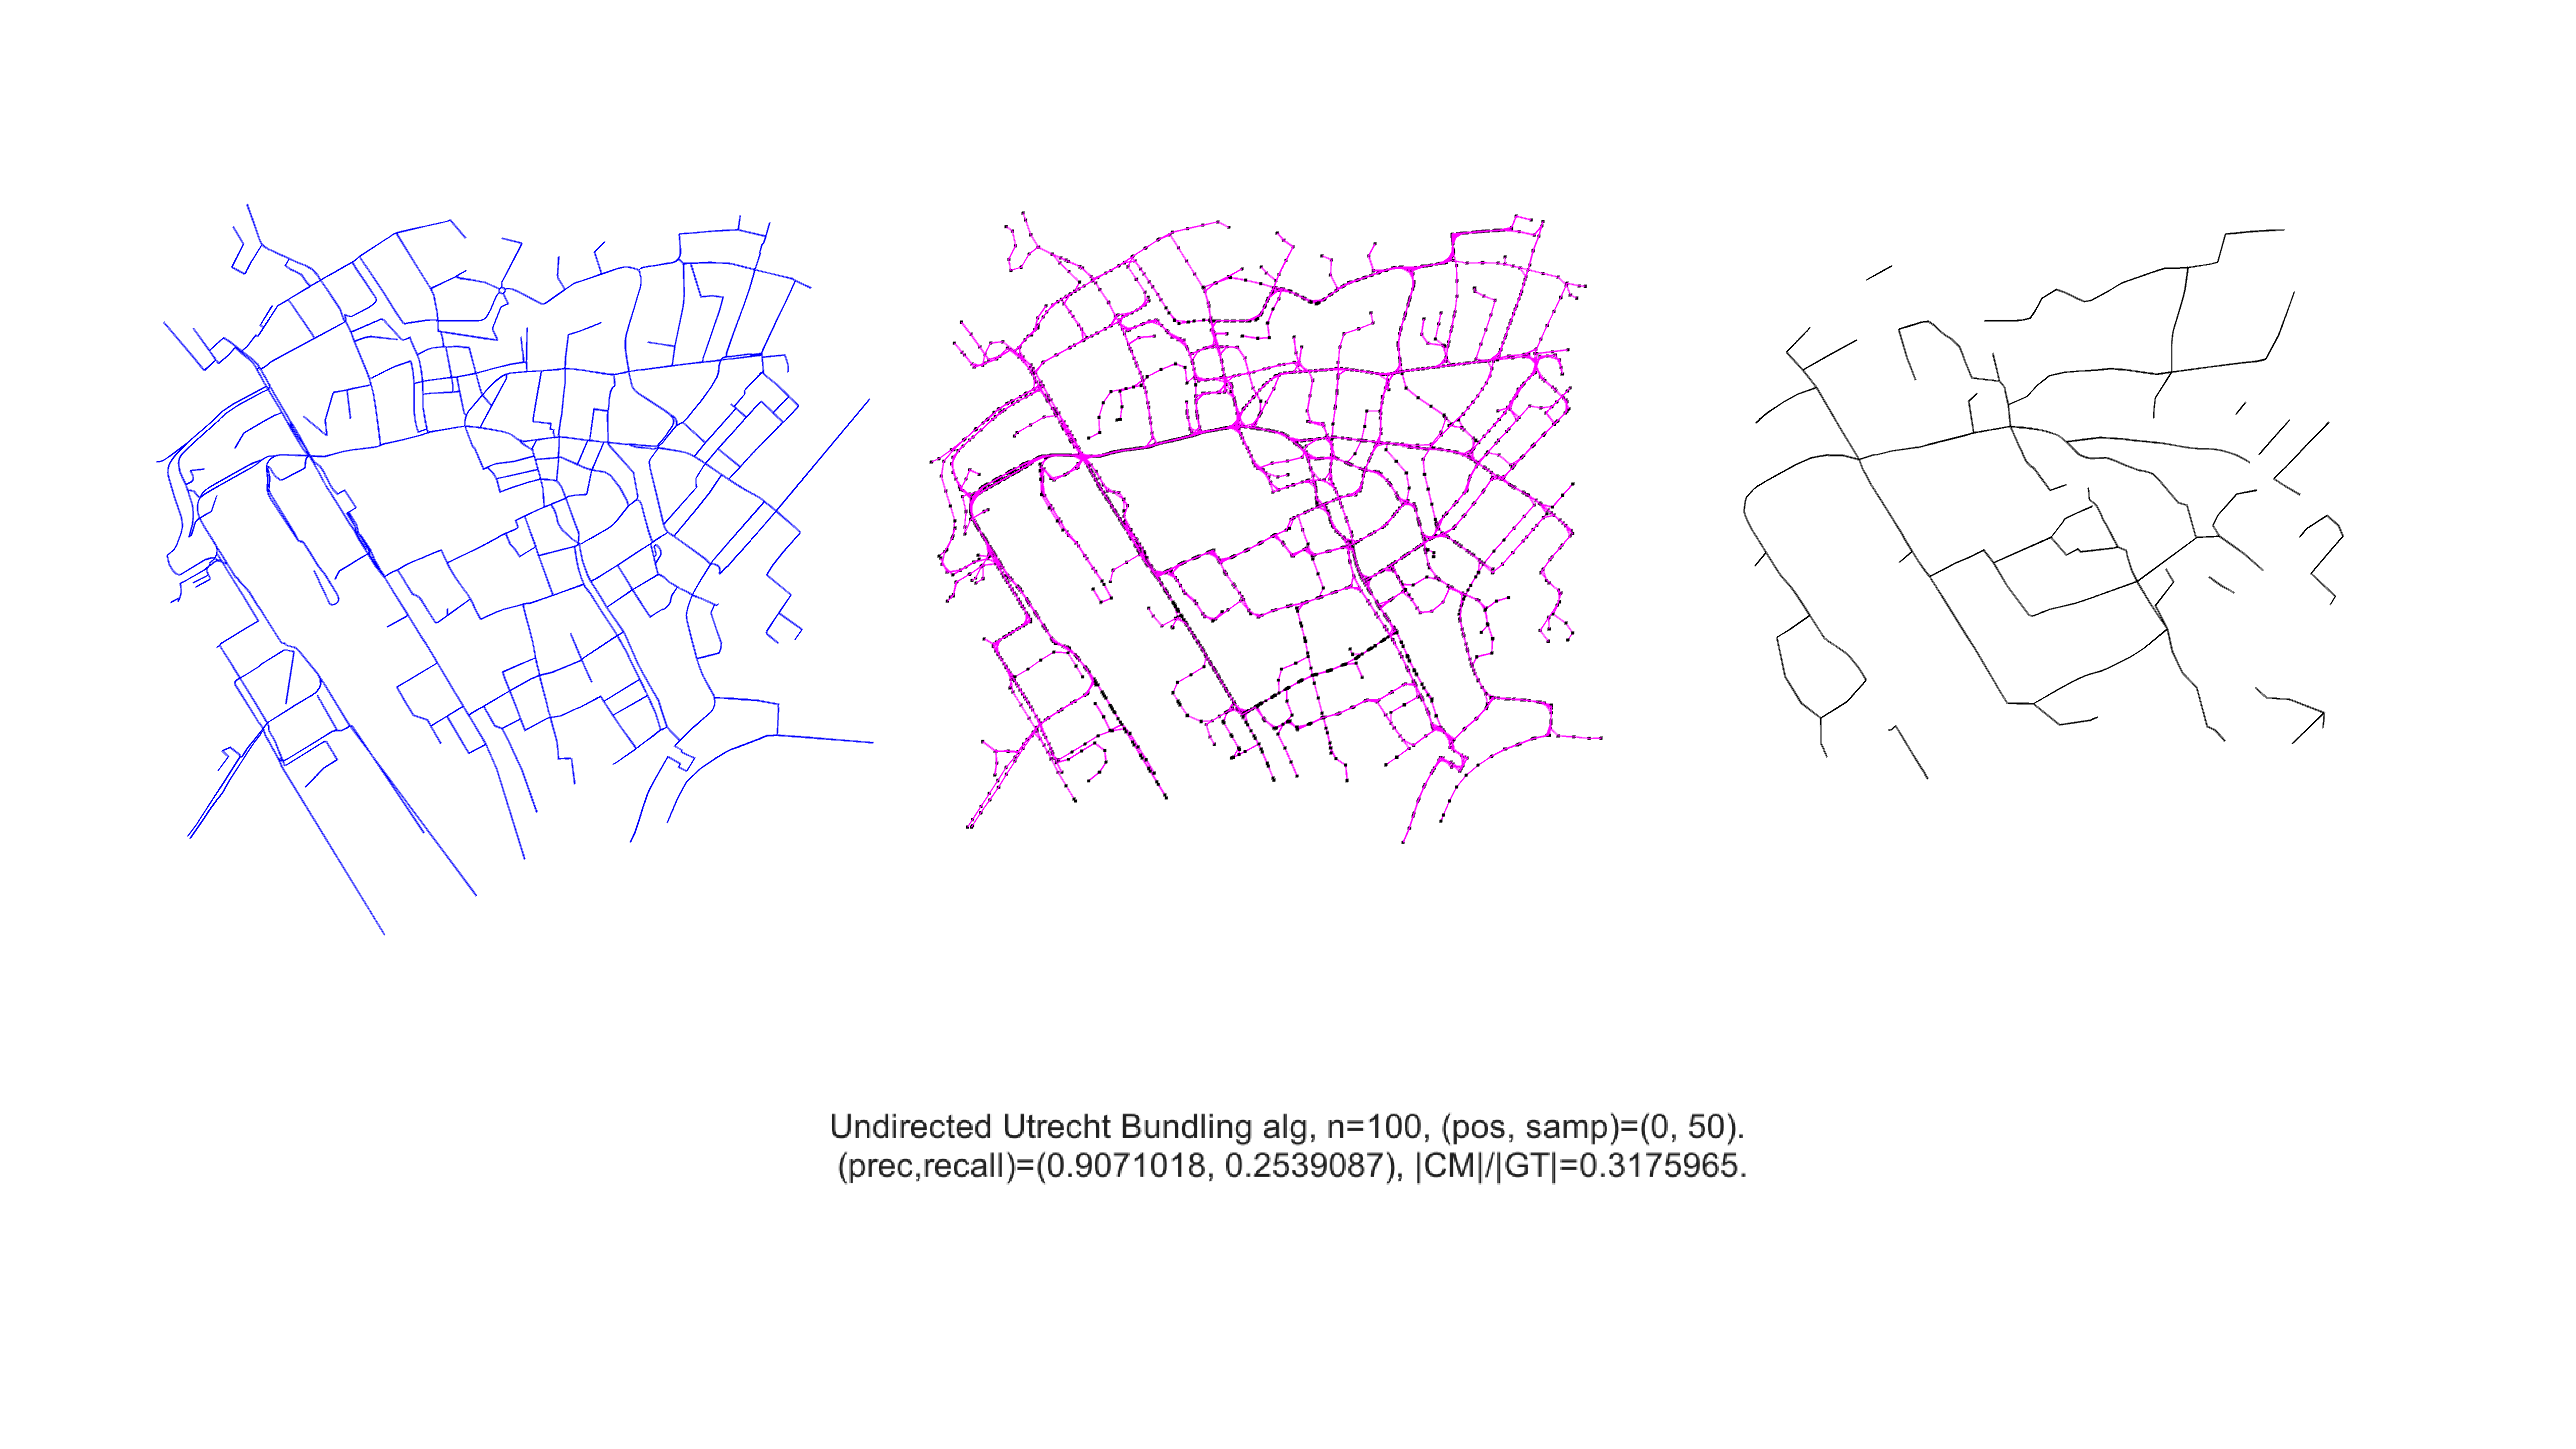 Undirected Utrecht Bundling alg, n=100, (pos, samp)=(0, 50).
(prec,recall)=(0.9071018, 0.2539087), |CM|/|GT|=0.3175965.